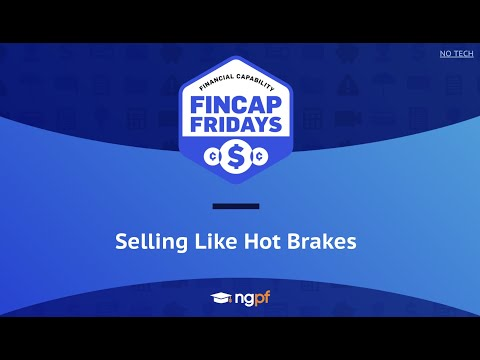 NO TECH
FINANCIAL CAPABILITY
FINCAP
FRIDAYS
¢ $ ¢
Selling Like Hot Brakes
ngpf